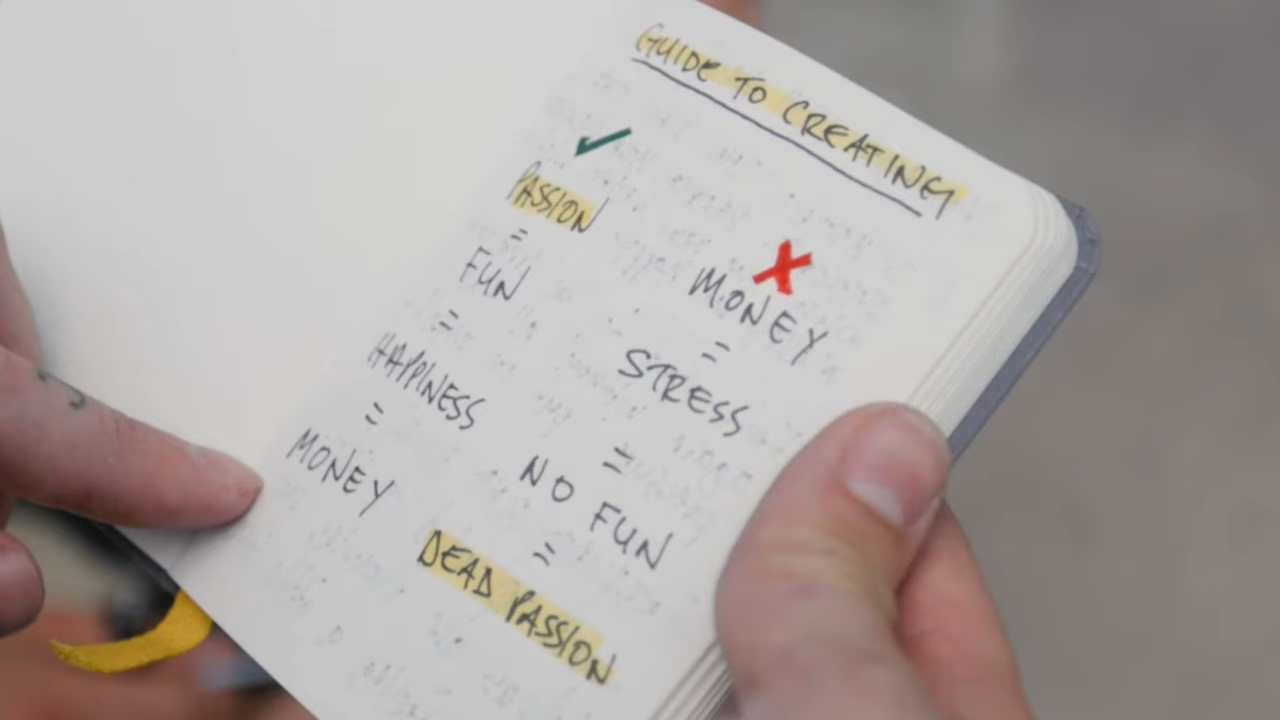 GUIDE TO CREATING
✓
PASSION
=
FUN
=
HAPPINESS
=
MONEY
X
MONEY
=
STRESS
=
NO FUN
=
DEAD PASSION